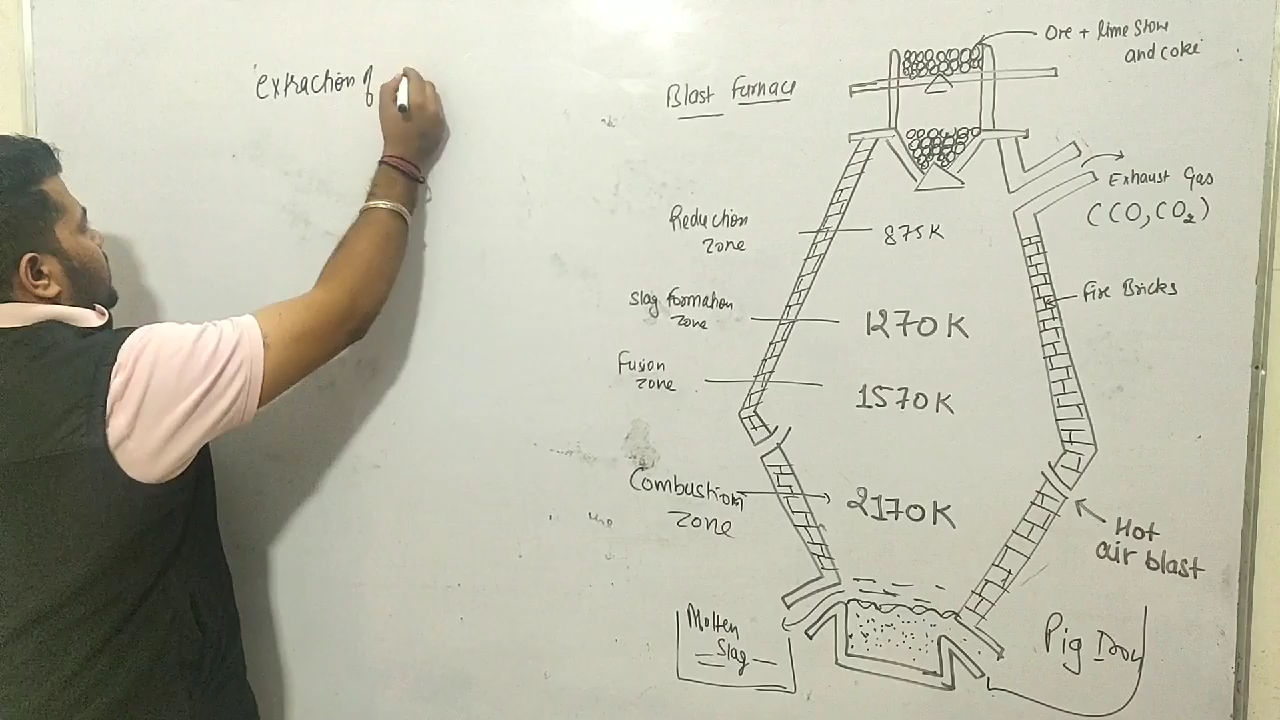 extraction of
Blast Furnace
Ore + lime stone
and coke
Exhaust Gas
(CO, CO2)
Reduction
zone
875K
Slag formation
zone
1270K
Fire Bricks
Fusion
zone
1570K
Combustion
zone
2170K
Hot
air blast
Molten
Slag
Pig Iron